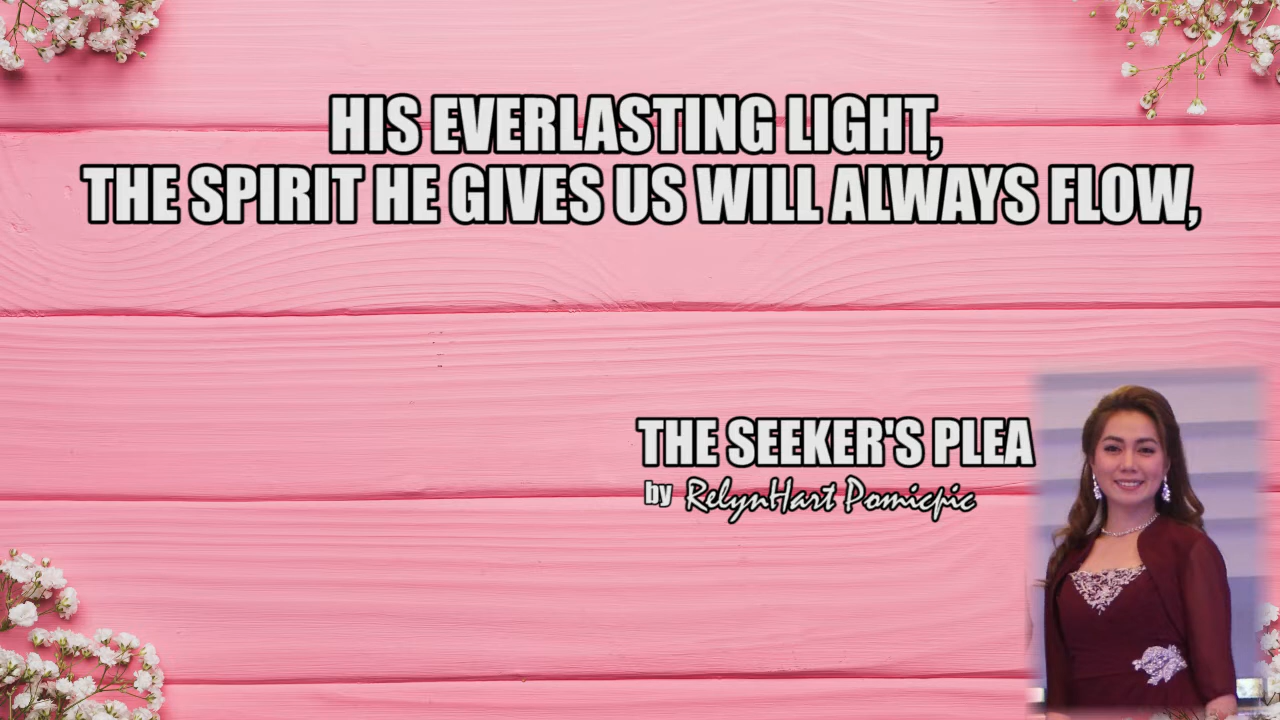 HIS EVERLASTING LIGHT,
THE SPIRIT HE GIVES US WILL ALWAYS FLOW,
THE SEEKER'S PLEA
by RelynHart Pomicpic